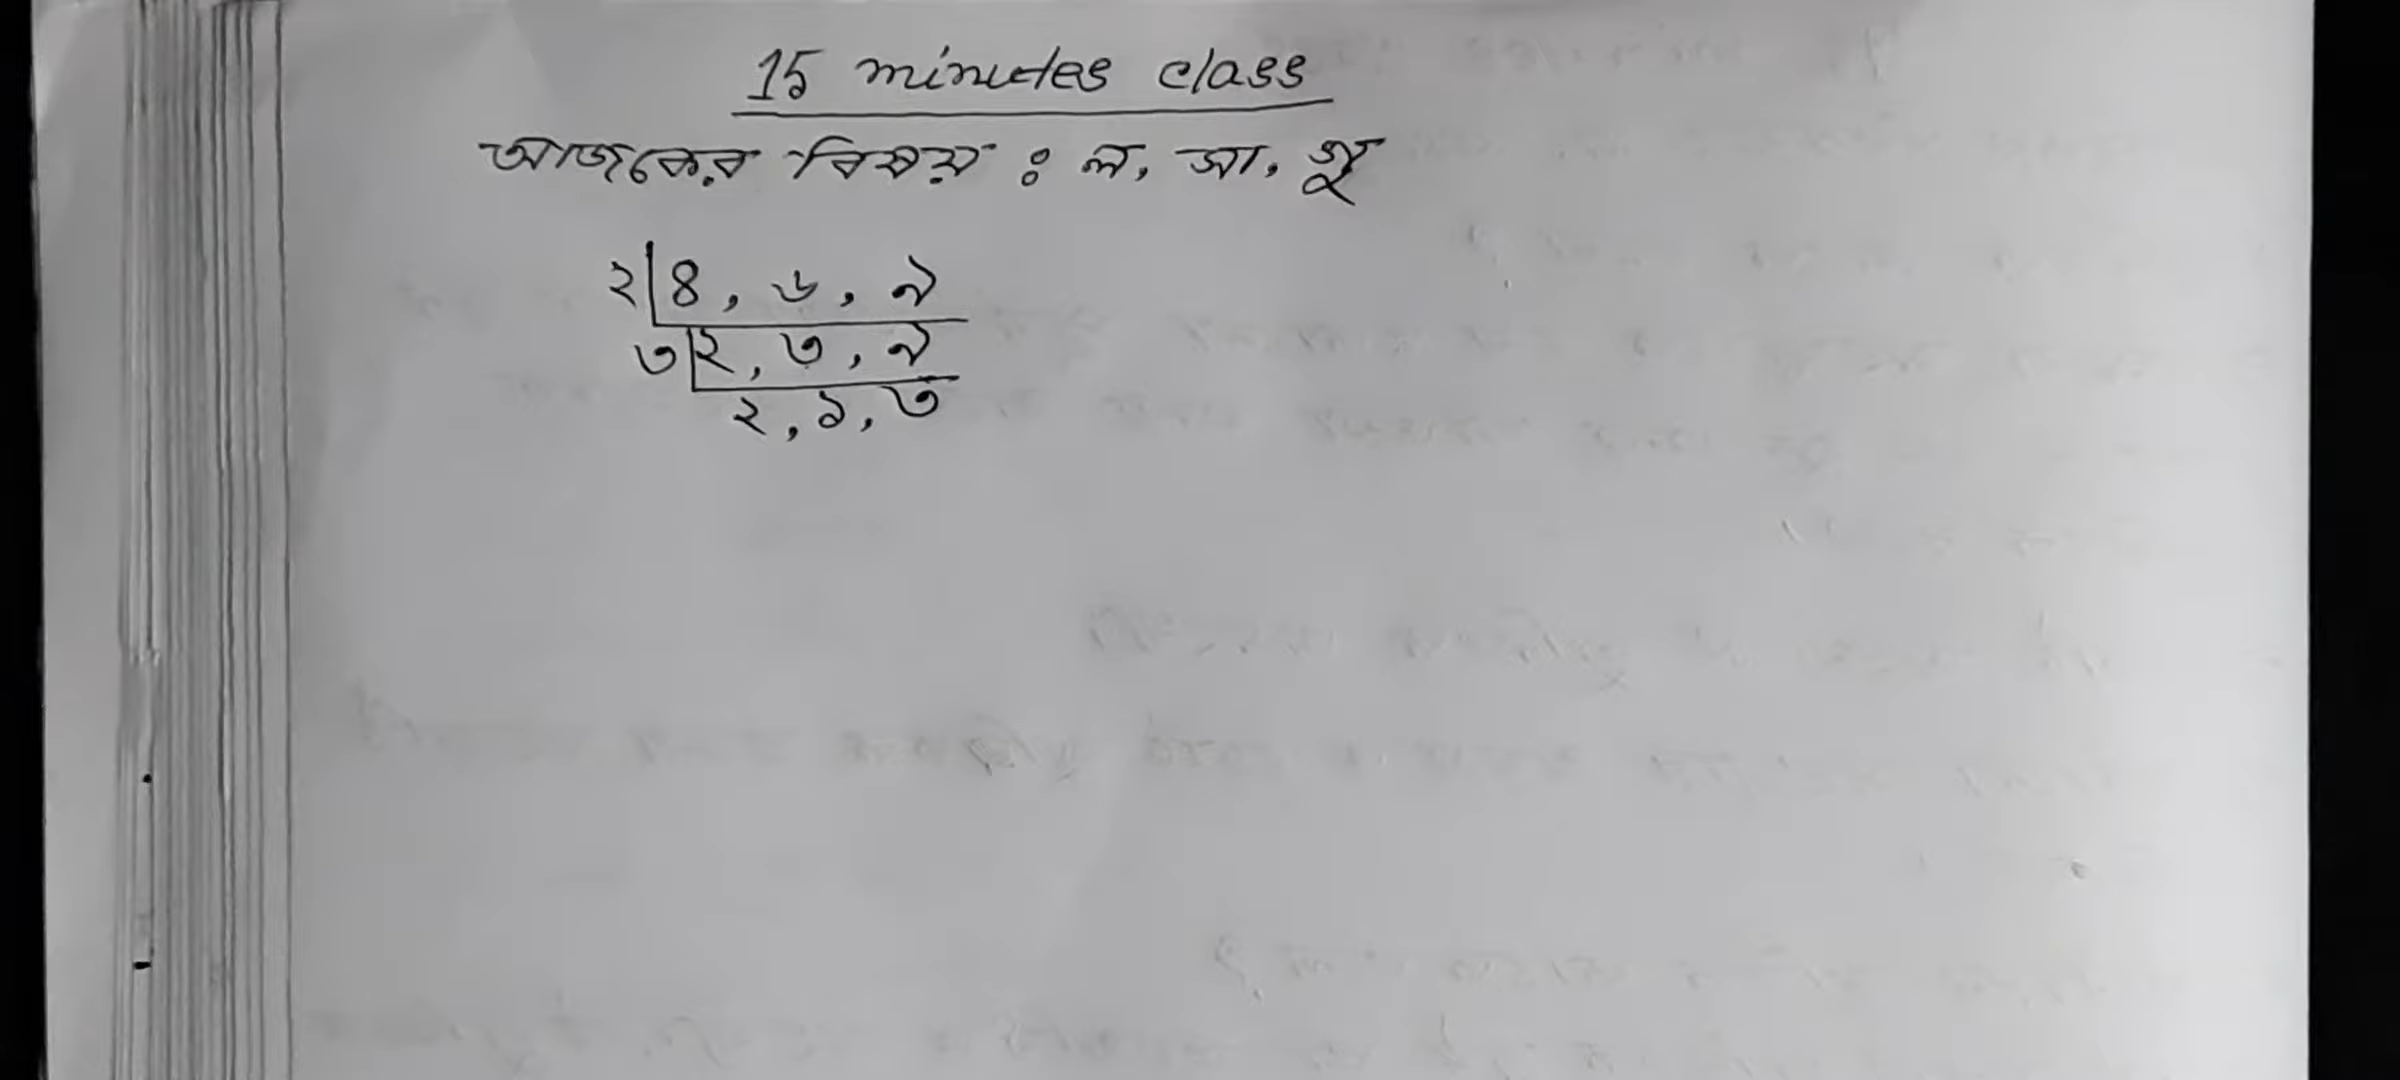 15 minutes class
আজকের বিষয় : ল, সা, গু
২|৪, ৬, ৯
৩|২, ৩, ৯
২, ১, ৩